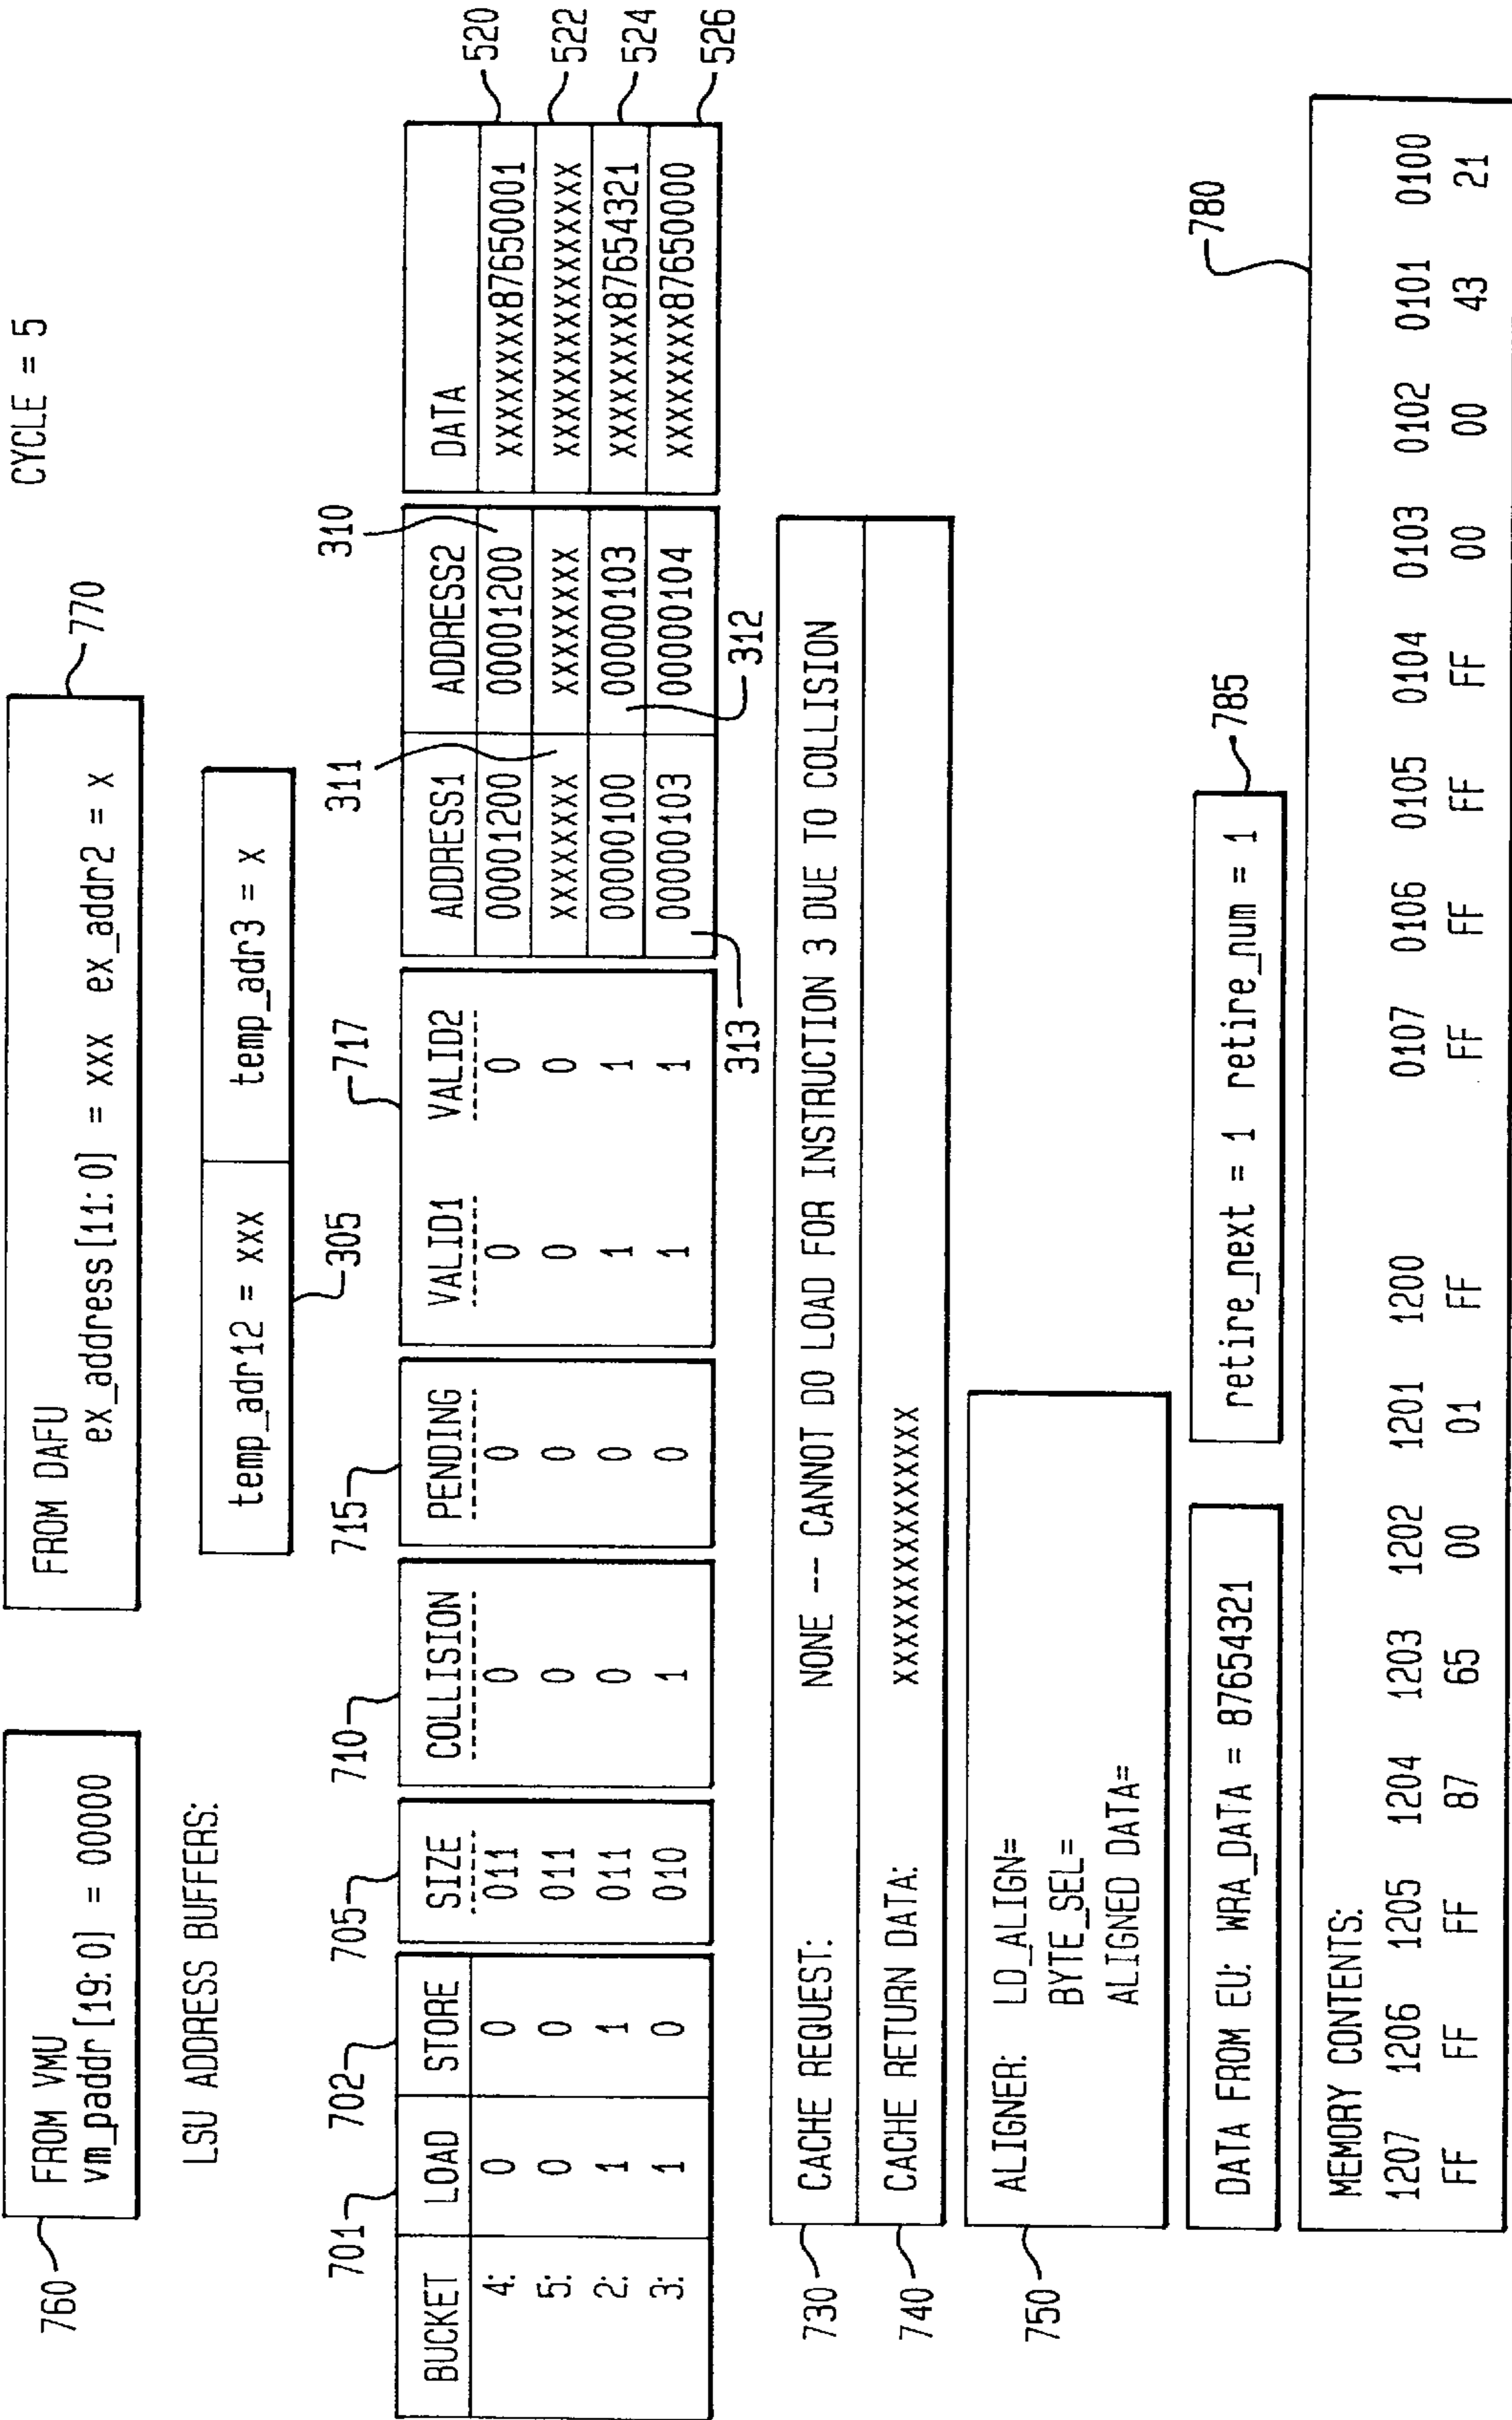 CYCLE = 5
FROM VMU
vm_paddr[19:0] = 00000
760
FROM DAFU
ex_address[11:0] = xxx ex_addr2 = x
770
temp_adr12 = xxx temp_adr3 = x
305
LSU ADDRESS BUFFERS:
701 702 705 710 715 717 311 310
BUCKET LOAD STORE SIZE COLLISION PENDING VALID1 VALID2 ADDRESS1 ADDRESS2 DATA
4: 0 0 011 0 0 0 0 00001200 00001200 XXXXXXX87650001 520
5: 0 0 011 0 0 0 0 XXXXXXXX XXXXXXXX XXXXXXXXXXXXXXX 522
2: 1 1 011 0 0 1 1 00000100 00000103 XXXXXXX87654321 524
3: 1 0 010 1 0 1 1 00000103 00000104 XXXXXXX87650000 526
313 312
730 CACHE REQUEST: NONE -- CANNOT DO LOAD FOR INSTRUCTION 3 DUE TO COLLISION
740 CACHE RETURN DATA: XXXXXXXXXXXXXXXX
750 ALIGNER: LD_ALIGN=
BYTE_SEL=
ALIGNED DATA=
DATA FROM EU: WRA_DATA = 87654321
retire_next = 1 retire_num = 1
785
780
MEMORY CONTENTS:
1207 1206 1205 1204 1203 1202 1201 1200 0107 0106 0105 0104 0103 0102 0101 0100
FF FF FF 87 65 00 01 FF FF FF FF FF 00 00 43 21